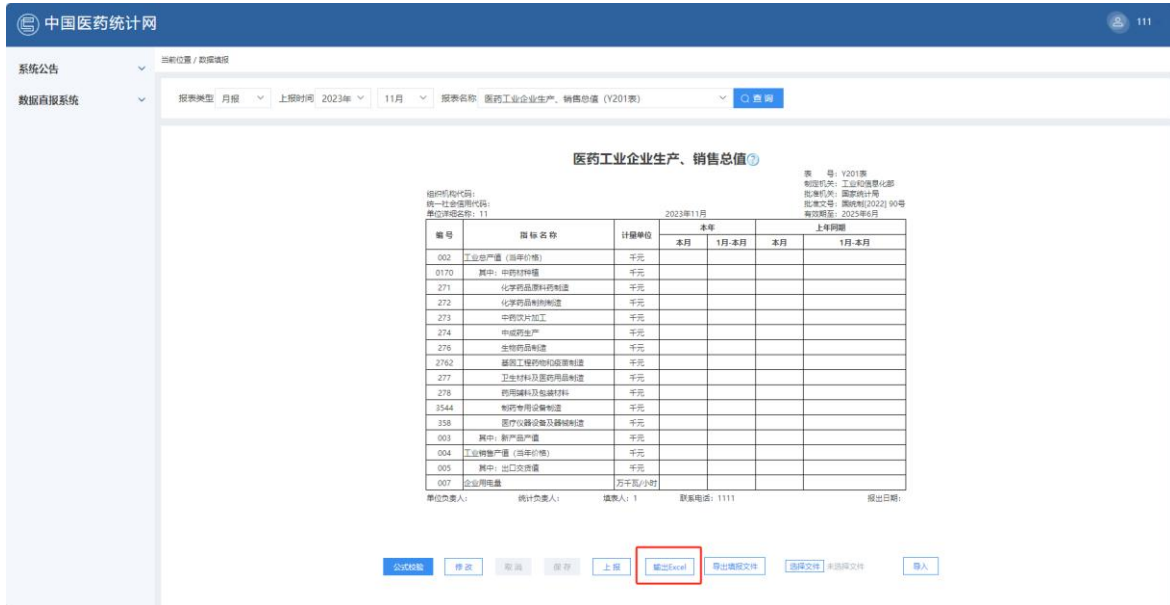 中国医药统计网 111
系统公告
数据直报系统
当前位置 / 数据填报
报表类型 月报 上报时间 2023年 11月 报表名称 医药工业企业生产、销售总值（Y201表） 查询
医药工业企业生产、销售总值?
表 号：Y201表
制定机关：工业和信息化部
组织机构代码： 批准机关：国家统计局
统一社会信用代码： 批准文号：国统制[2022] 90号
单位详细名称：11 2023年11月 有效期至：2025年6月
编 号 指 标 名 称 计量单位 本年 上年同期
本月 1月-本月 本月 1月-本月
002 工业总产值（当年价格） 千元
0170 其中：中药材种植 千元
271 化学药品原料药制造 千元
272 化学药品制剂制造 千元
273 中药饮片加工 千元
274 中成药生产 千元
276 生物药品制造 千元
2762 基因工程药物和疫苗制造 千元
277 卫生材料及医药用品制造 千元
278 药用辅料及包装材料 千元
3544 制药专用设备制造 千元
358 医疗仪器设备及器械制造 千元
003 其中：新产品产值 千元
004 工业销售产值（当年价格） 千元
005 其中：出口交货值 千元
007 企业用电量 万千瓦/小时
单位负责人： 统计负责人： 填表人：1 联系电话：1111 报出日期：
公式校验 修 改 取 消 保 存 上 报 输出Excel 导出填报文件 选择文件 未选择文件 导入